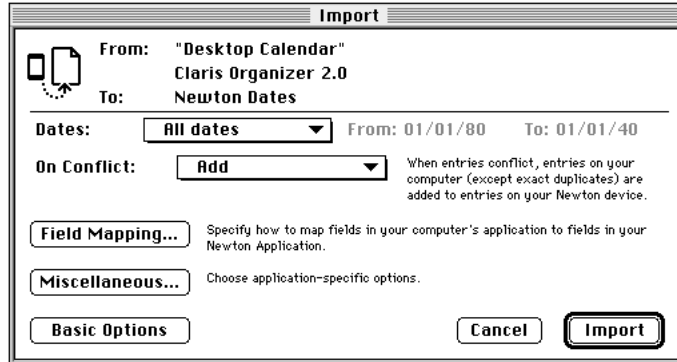 Import
From: "Desktop Calendar"
Claris Organizer 2.0
To: Newton Dates
Dates: All dates From: 01/01/80 To: 01/01/40
On Conflict: Add
When entries conflict, entries on your
computer (except exact duplicates) are
added to entries on your Newton device.
Field Mapping...
Specify how to map fields in your computer's application to fields in your
Newton Application.
Miscellaneous...
Choose application-specific options.
Basic Options Cancel Import